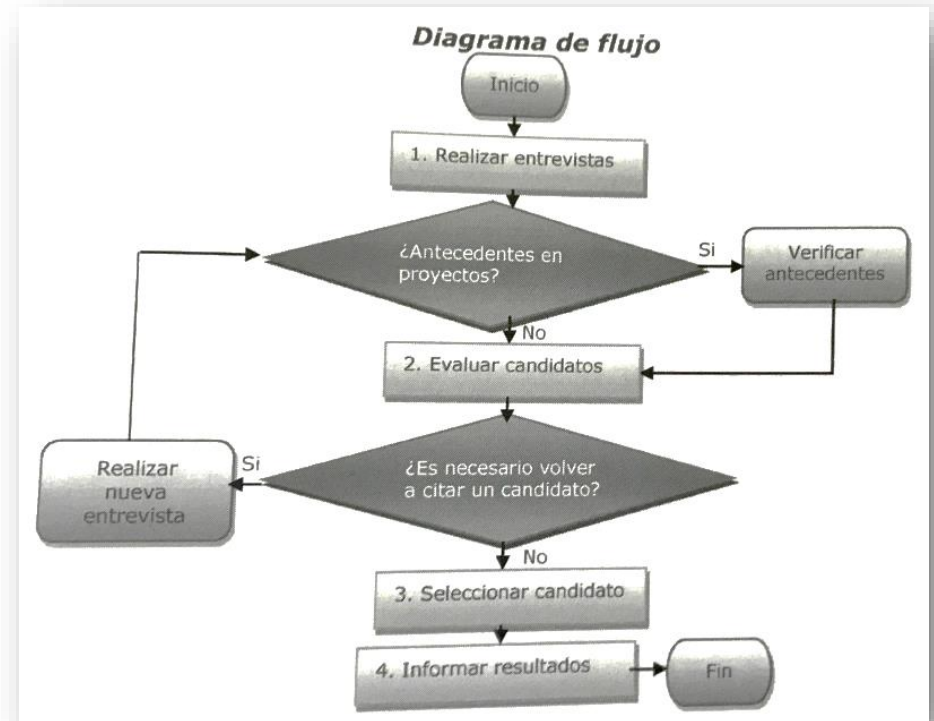 Diagrama de flujo
Inicio
1. Realizar entrevistas
¿Antecedentes en
proyectos?
Si
Verificar
antecedentes
No
2. Evaluar candidatos
¿Es necesario volver
a citar un candidato?
Si
Realizar
nueva
entrevista
No
3. Seleccionar candidato
4. Informar resultados
Fin